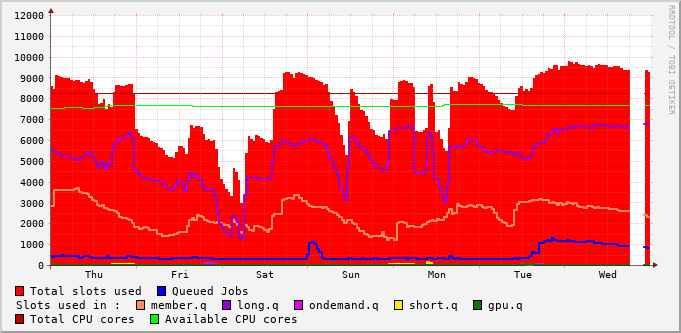 12000
11000
10000
9000
8000
7000
6000
5000
4000
3000
2000
1000
0
Thu Fri Sat Sun Mon Tue Wed
RRDTOOL / TOBI OETIKER
Total slots used Queued Jobs
Slots used in : member.q long.q ondemand.q short.q gpu.q
Total CPU cores Available CPU cores